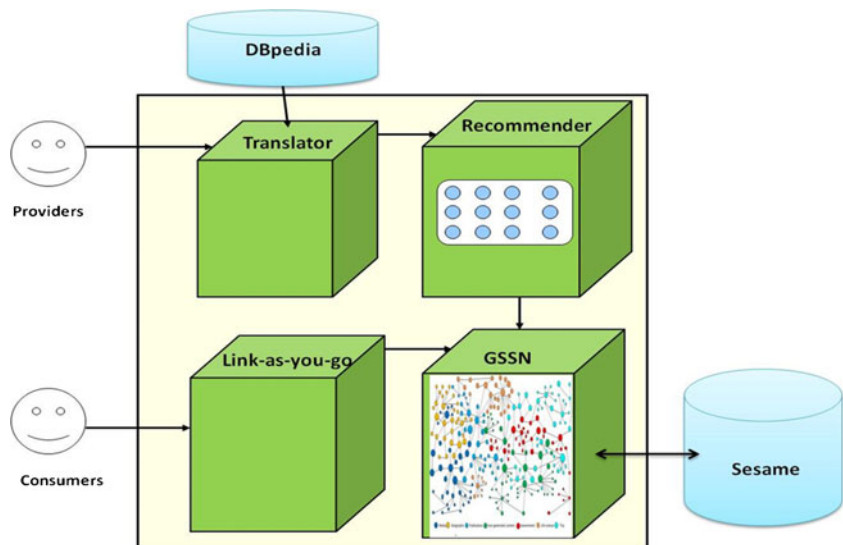 DBpedia
Translator
Recommender
Providers
Link-as-you-go
GSSN
Consumers
Sesame